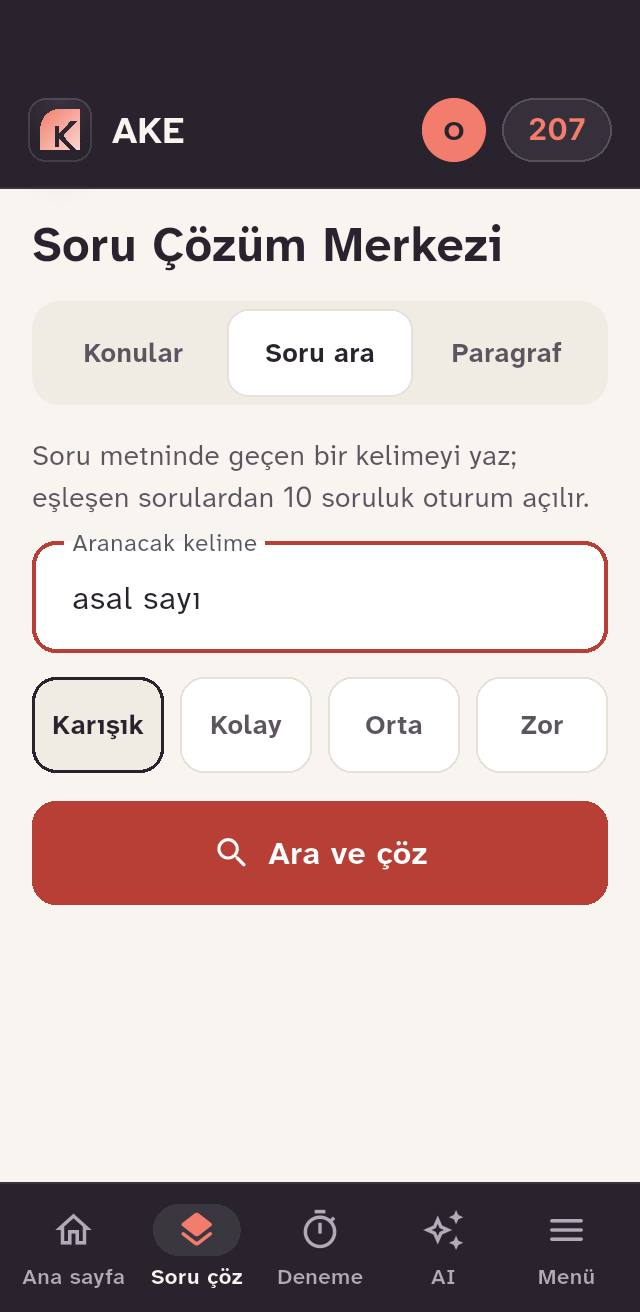 K
AKE
O
207
Soru Çözüm Merkezi
Konular
Soru ara
Paragraf
Soru metninde geçen bir kelimeyi yaz;
eşleşen sorulardan 10 soruluk oturum açılır.
Aranacak kelime
asal sayı
Karışık
Kolay
Orta
Zor
Ara ve çöz
Ana sayfa
Soru çöz
Deneme
AI
Menü